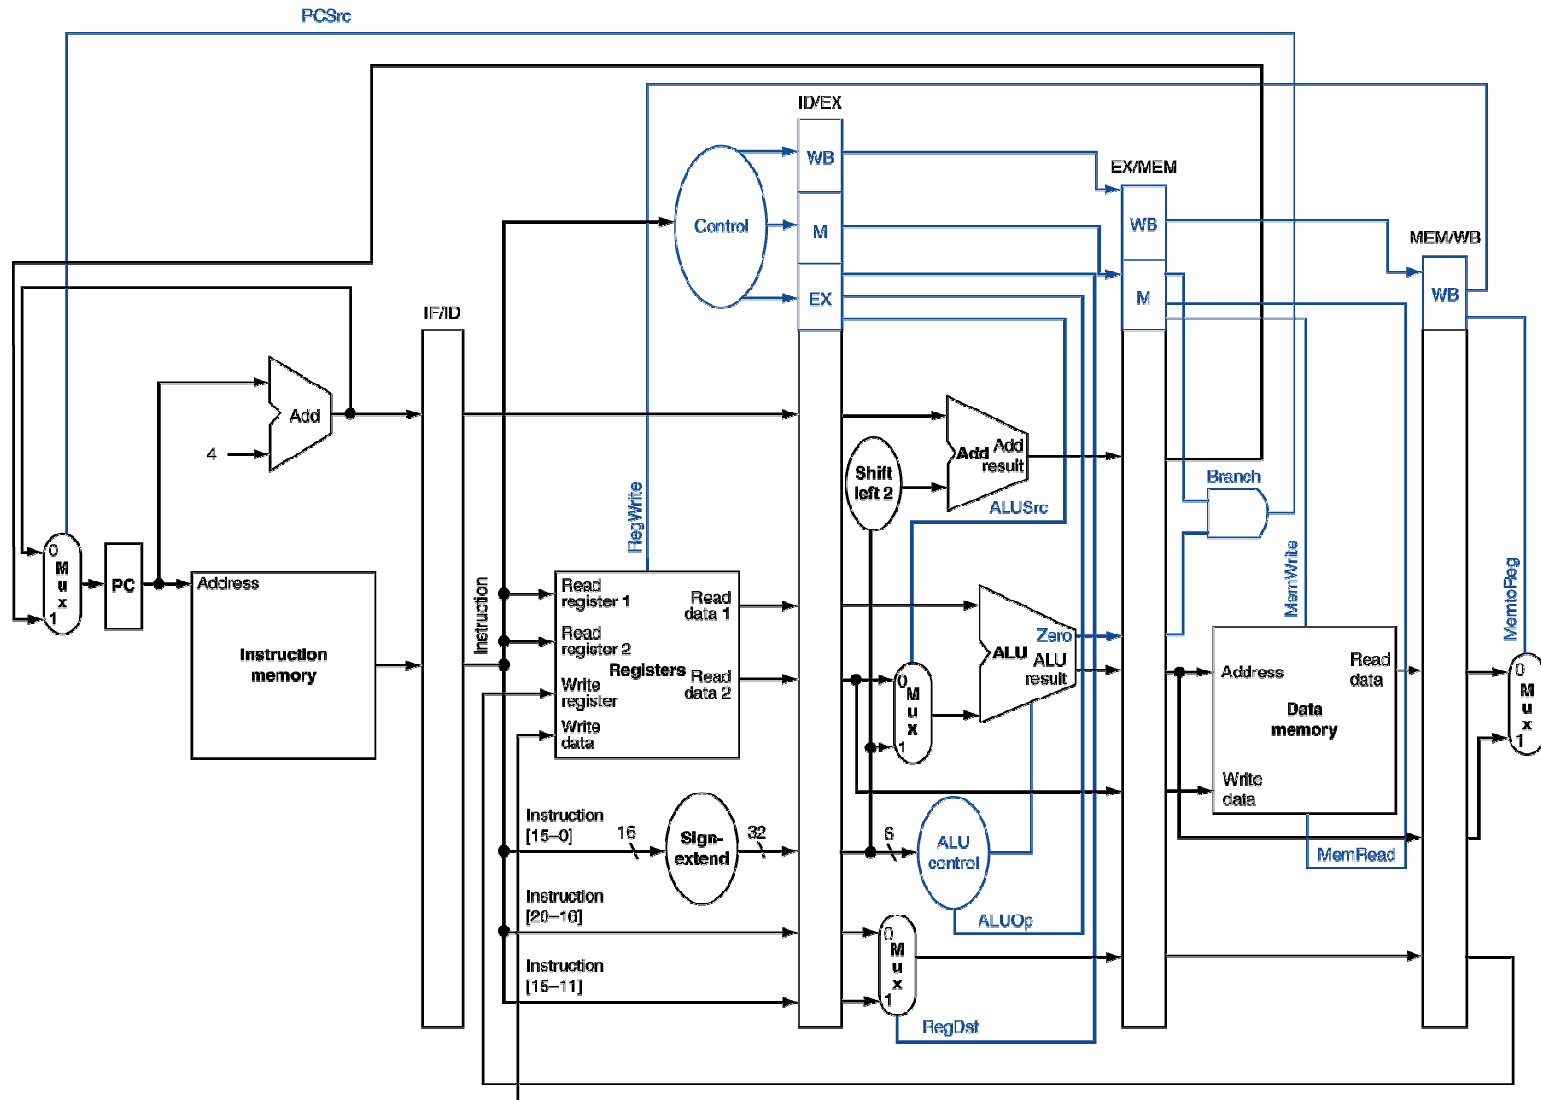 PCSrc
ID/EX
WB
EX/MEM
Control
M
WB
MEM/WB
EX
M
WB
IF/ID
Add
4
Add Add
result
Shift
left 2
ALUSrc
Branch
RegWrite
MemWrite
MemtoReg
0
M
u
x
1
PC
Address
Instruction
memory
Instruction
Read
register 1
Read
data 1
Read
register 2
Registers
Read
data 2
Write
register
Write
data
0
M
u
x
1
Zero
ALU ALU
result
Address
Read
data
Data
memory
Write
data
0
M
u
x
1
Instruction
[15–0]
16
Sign-
extend
32
6
ALU
control
MemRead
Instruction
[20–16]
ALUOp
0
M
u
x
1
Instruction
[15–11]
RegDst